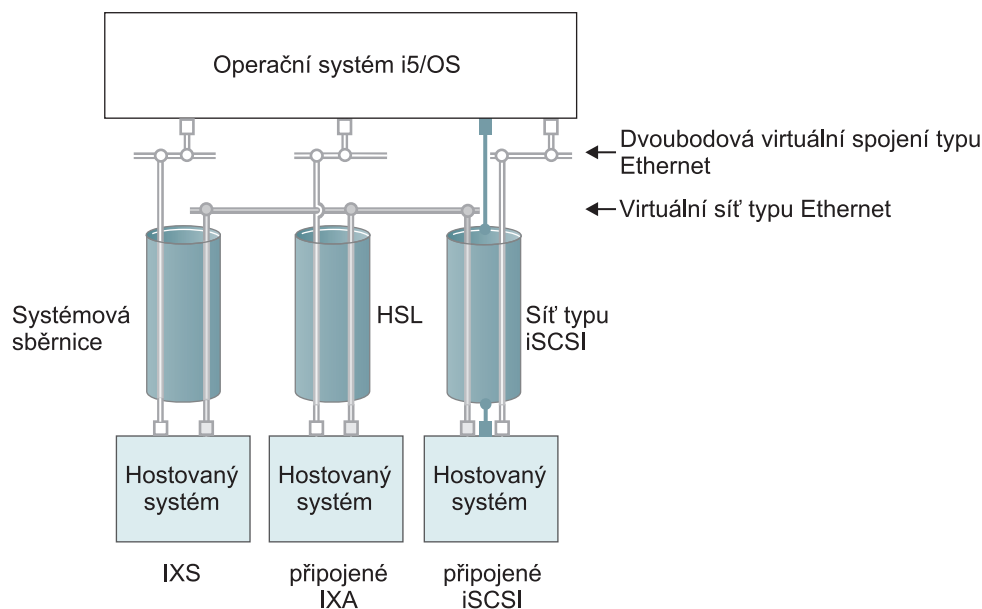 Operační systém i5/OS
Dvoubodová virtuální spojení typu
Ethernet
Virtuální síť typu Ethernet
Systémová
sběrnice
HSL
Síť typu
iSCSI
Hostovaný
systém
Hostovaný
systém
Hostovaný
systém
IXS
připojené
IXA
připojené
iSCSI